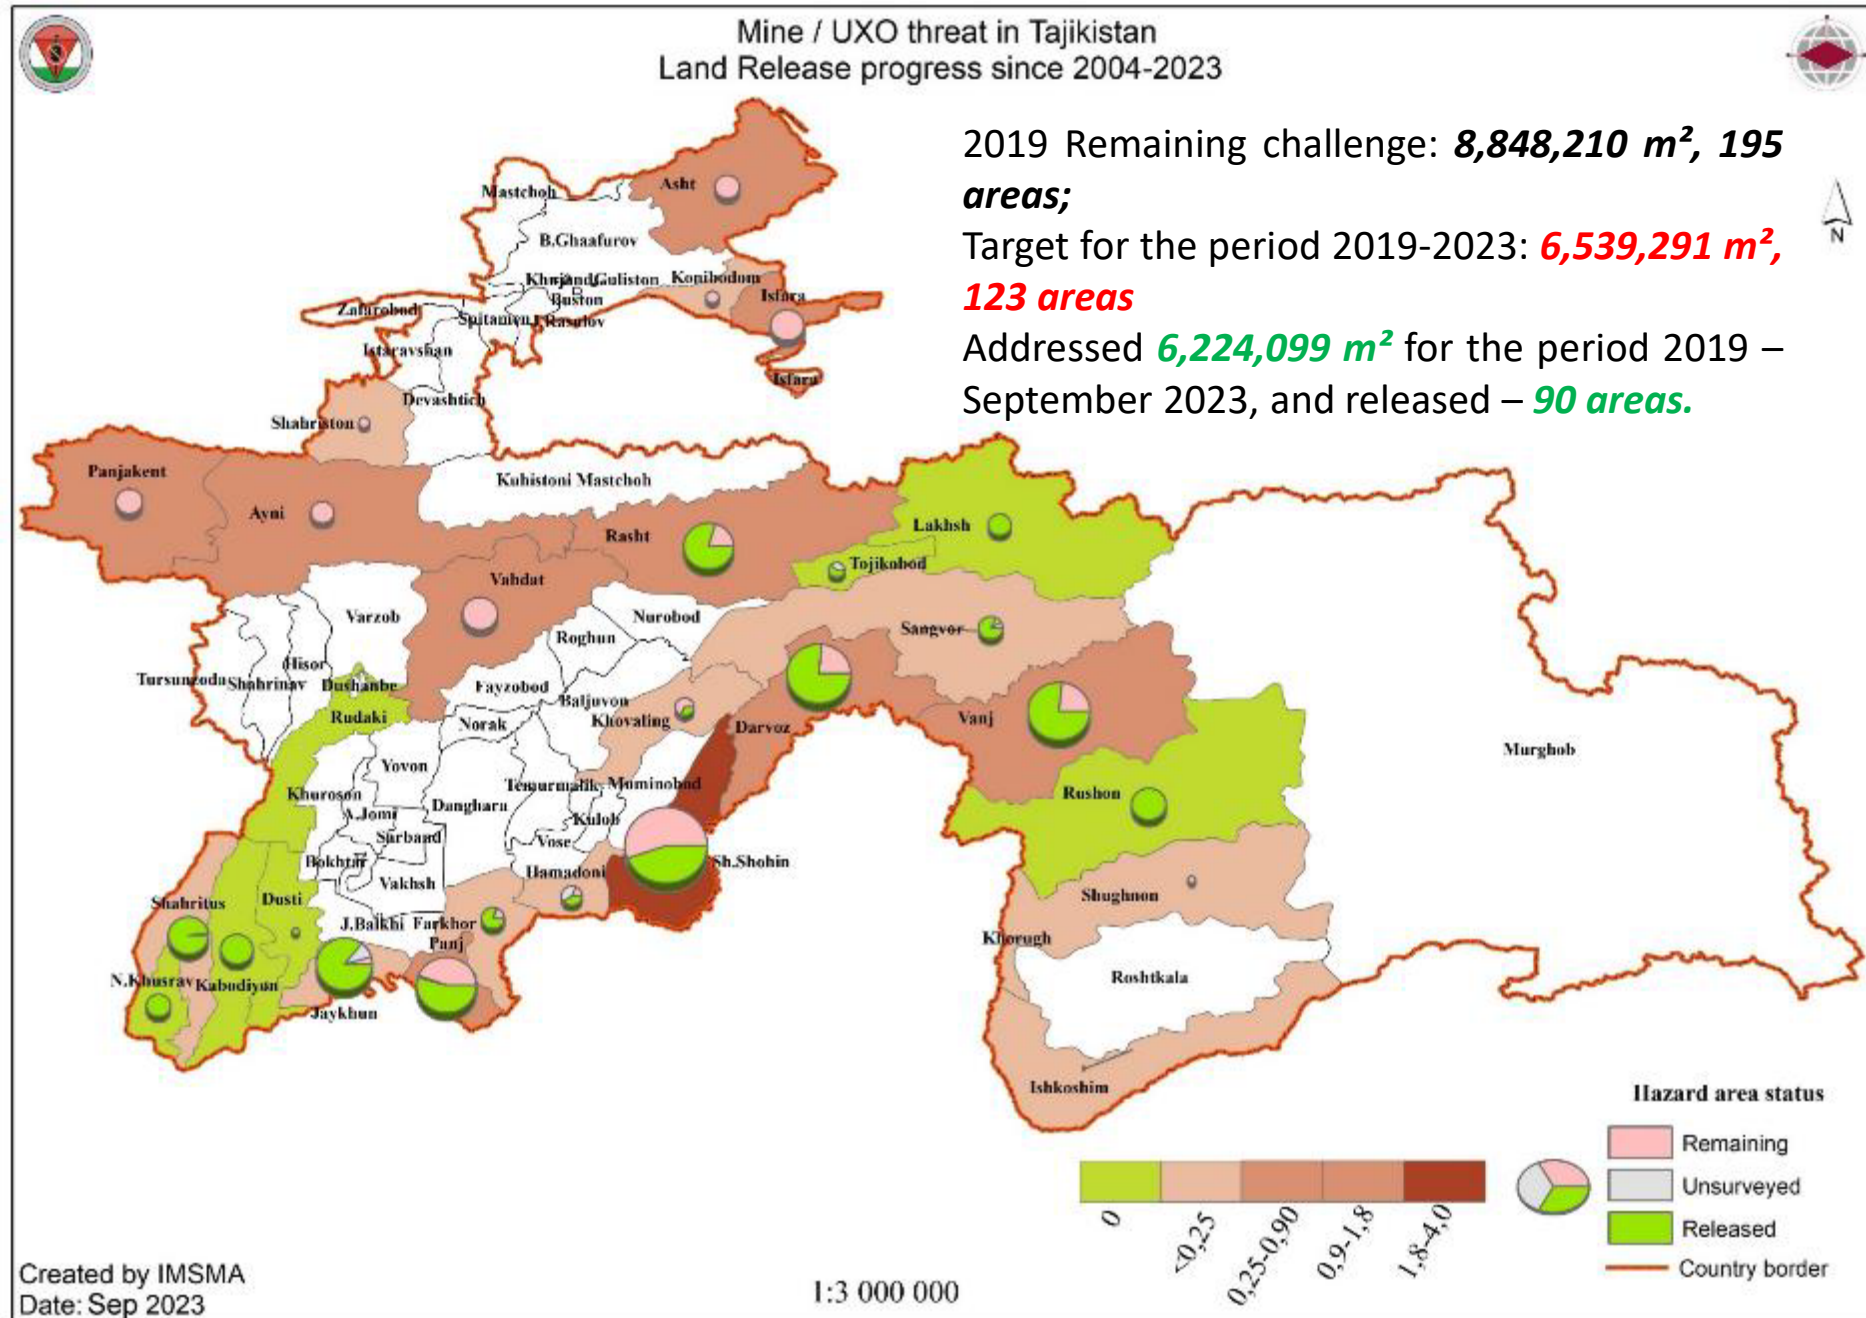 Mine / UXO threat in Tajikistan
Land Release progress since 2004-2023
2019 Remaining challenge: 8,848,210 m², 195
areas;
Target for the period 2019-2023: 6,539,291 m²,
123 areas
Addressed 6,224,099 m² for the period 2019 –
September 2023, and released – 90 areas.
N
Mastchoh
Asht
B.Ghaafurov
Guliston
Konibodom
Buston
Isfara
Zafarobod
Spitamen
J.Rasulov
Istaravshan
Isfara
Devashtich
Shahriston
Panjakent
Kuhistoni Mastchoh
Ayni
Lakhsh
Rasht
Tojikobod
Vahdat
Varzob
Nurobod
Sangvor
Roghun
Hisor
Tursunzoda
Shahrinav
Dushanbe
Fayzobod
Baljuvon
Rudaki
Norak
Khovaling
Darvoz
Vanj
Murghob
Yovon
Temurmalik
Muminobod
Rushon
Khuroson
Danghara
A.Jomi
Kulob
Sarband
Vose
Bokhtar
Sh.Shohin
Hamadoni
Vakhsh
Shughnon
Shahritus
Dusti
J.Balkhi
Farkhor
Panj
Khorugh
Roshtkala
N.Khusrav
Kabodiyon
Jaykhun
Ishkoshim
Hazard area status
Remaining
Unsurveyed
Released
Country border
0
<0,25
0,25-0,90
0,9-1,8
1,8-4,0
Created by IMSMA
Date: Sep 2023
1:3 000 000